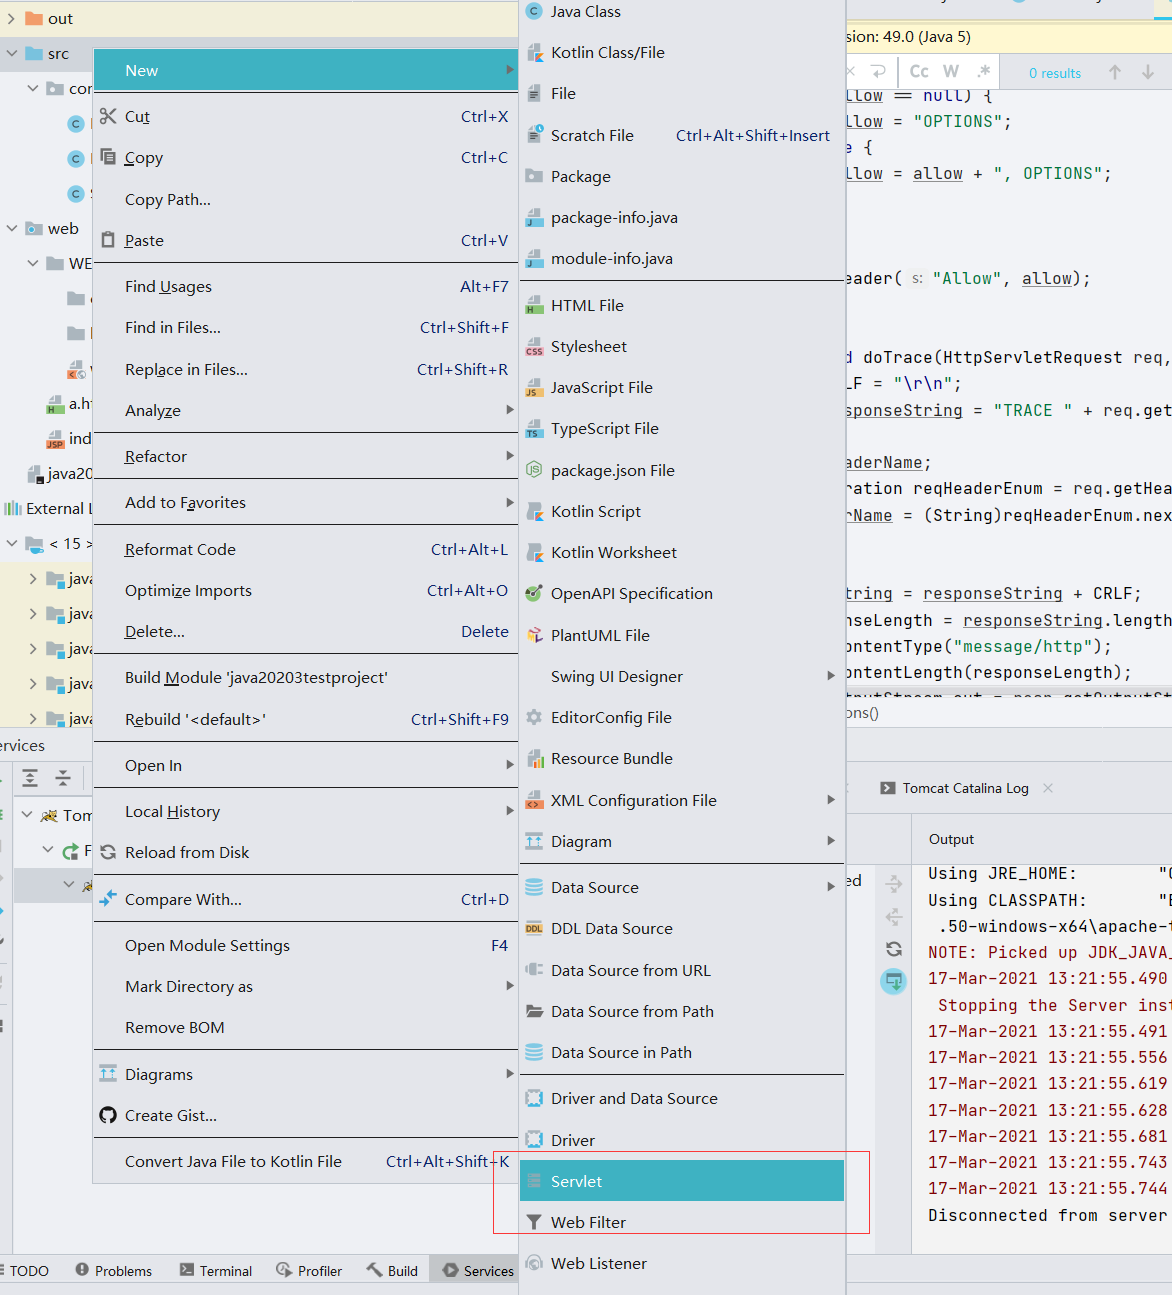 out
src
web
a.h
ind
java20
External L
< 15 >
java
java
java
java
java
ervices
Tom
New
Cut Ctrl+X
Copy Ctrl+C
Copy Path...
Paste Ctrl+V
Find Usages Alt+F7
Find in Files... Ctrl+Shift+F
Replace in Files... Ctrl+Shift+R
Analyze
Refactor
Add to Favorites
Reformat Code Ctrl+Alt+L
Optimize Imports Ctrl+Alt+O
Delete... Delete
Build Module 'java20203testproject'
Rebuild '<default>' Ctrl+Shift+F9
Open In
Local History
Reload from Disk
Compare With... Ctrl+D
Open Module Settings F4
Mark Directory as
Remove BOM
Diagrams
Create Gist...
Convert Java File to Kotlin File Ctrl+Alt+Shift+K
Java Class
Kotlin Class/File
File
Scratch File Ctrl+Alt+Shift+Insert
Package
package-info.java
module-info.java
HTML File
Stylesheet
JavaScript File
TypeScript File
package.json File
Kotlin Script
Kotlin Worksheet
OpenAPI Specification
PlantUML File
Swing UI Designer
EditorConfig File
Resource Bundle
XML Configuration File
Diagram
Data Source
DDL Data Source
Data Source from URL
Data Source from Path
Data Source in Path
Driver and Data Source
Driver
Servlet
Web Filter
Web Listener
sion: 49.0 (Java 5)
Cc W .* 0 results
llow == null) {
llow = "OPTIONS";
e {
llow = allow + ", OPTIONS";
eader( s: "Allow", allow);
d doTrace(HttpServletRequest req,
LF = "\r\n";
sponseString = "TRACE " + req.get
aderName;
ration reqHeaderEnum = req.getHea
rName = (String)reqHeaderEnum.nex
tring = responseString + CRLF;
nseLength = responseString.length
ontentType("message/http");
ontentLength(responseLength);
ons()
Tomcat Catalina Log
Output
ed
Using JRE_HOME:
Using CLASSPATH:
.50-windows-x64\apache-t
NOTE: Picked up JDK_JAVA_
17-Mar-2021 13:21:55.490
Stopping the Server inst
17-Mar-2021 13:21:55.491
17-Mar-2021 13:21:55.556
17-Mar-2021 13:21:55.619
17-Mar-2021 13:21:55.628
17-Mar-2021 13:21:55.681
17-Mar-2021 13:21:55.743
17-Mar-2021 13:21:55.744
Disconnected from server
TODO Problems Terminal Profiler Build Services